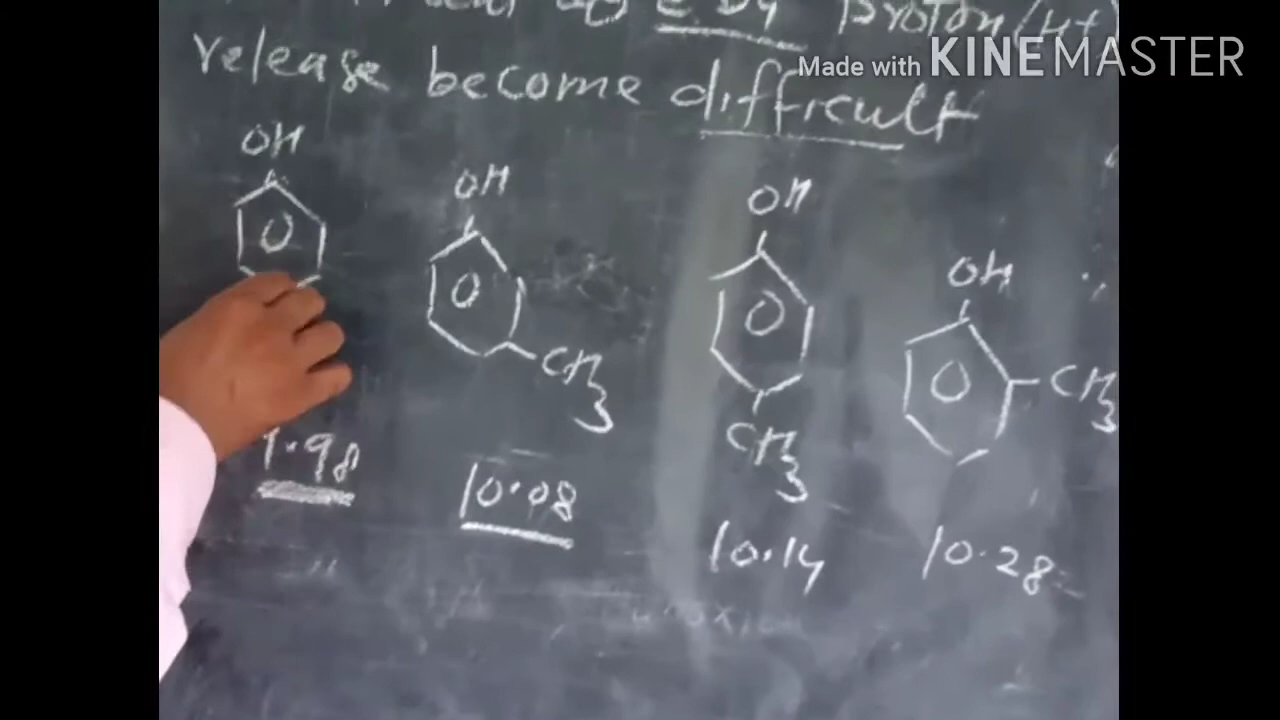 Proton/(H+)
Made with KINEMASTER
release become difficult
OH
OH
OH
OH
CH3
CH3
CH3
.98
10.08
10.14
10.28